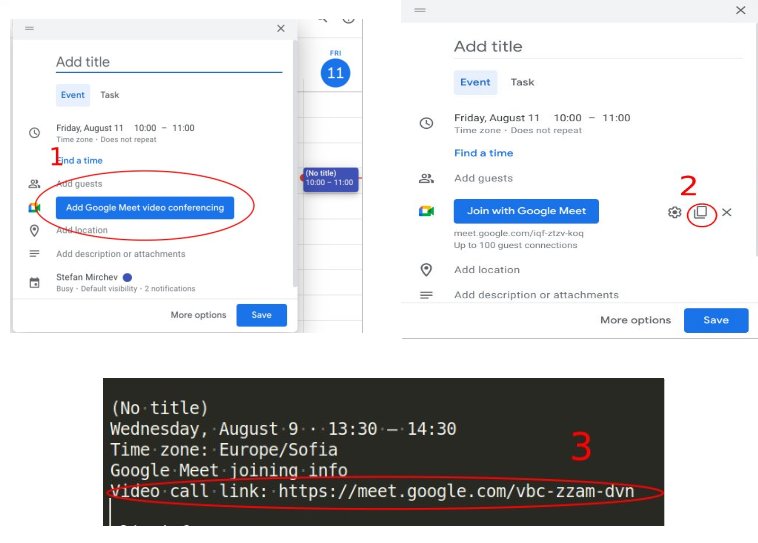 Add title
Event Task
Friday, August 11 10:00 – 11:00
Time zone · Does not repeat
1
Find a time
Add guests
Add Google Meet video conferencing
Add location
Add description or attachments
Stefan Mirchev
Busy · Default visibility · 2 notifications
More options Save
FRI
11
(No title)
10:00 – 11:00
Add title
Event Task
Friday, August 11 10:00 – 11:00
Time zone · Does not repeat
Find a time
Add guests
2
Join with Google Meet
meet.google.com/iqf-ztzv-koq
Up to 100 guest connections
Add location
Add description or attachments
More options Save
(No title)
Wednesday, August 9 · 13:30 – 14:30
Time zone: Europe/Sofia
3
Google Meet joining info
Video call link: https://meet.google.com/vbc-zzam-dvn